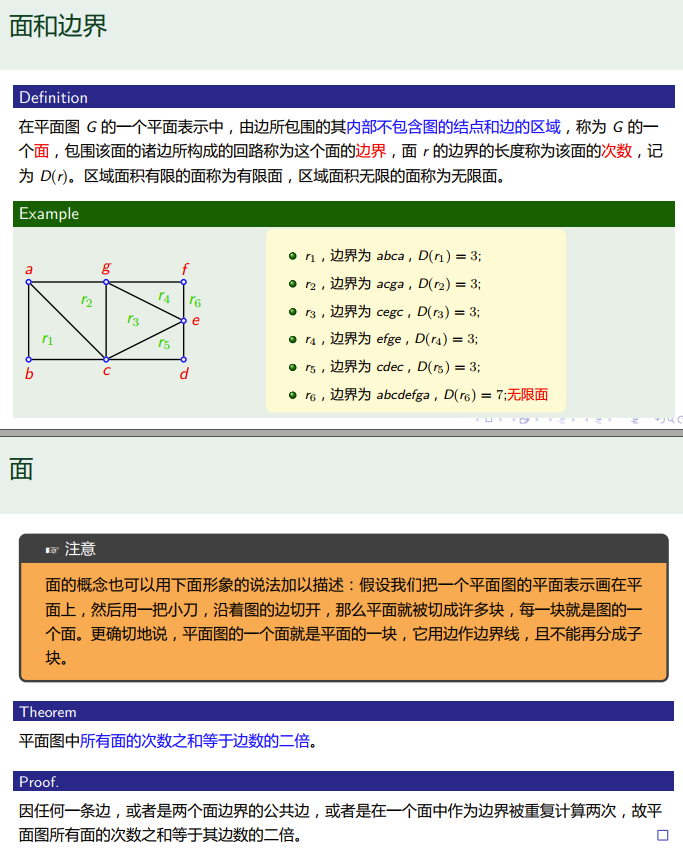 面和边界
Definition
在平面图 G 的一个平面表示中，由边所包围的其内部不包含图的结点和边的区域，称为 G 的一
个面，包围该面的诸边所构成的回路称为这个面的边界，面 r 的边界的长度称为该面的次数，记
为 D(r)。区域面积有限的面称为有限面，区域面积无限的面称为无限面。
Example
r₁，边界为 abca，D(r₁) = 3;
r₂，边界为 acga，D(r₂) = 3;
r₃，边界为 cegc，D(r₃) = 3;
r₄，边界为 efge，D(r₄) = 3;
r₅，边界为 cdec，D(r₅) = 3;
r₆，边界为 abcdefga，D(r₆) = 7;无限面
a g f
r₂ r₄ r₆
r₃ e
r₁ r₅
b c d
面
☞ 注意
面的概念也可以用下面形象的说法加以描述：假设我们把一个平面图的平面表示画在平
面上，然后用一把小刀，沿着图的边切开，那么平面就被切成许多块，每一块就是图的一
个面。更确切地说，平面图的一个面就是平面的一块，它用边作边界线，且不能再分成子
块。
Theorem
平面图中所有面的次数之和等于边数的二倍。
Proof.
因任何一条边，或者是两个面边界的公共边，或者是在一个面中作为边界被重复计算两次，故平
面图所有面的次数之和等于其边数的二倍。